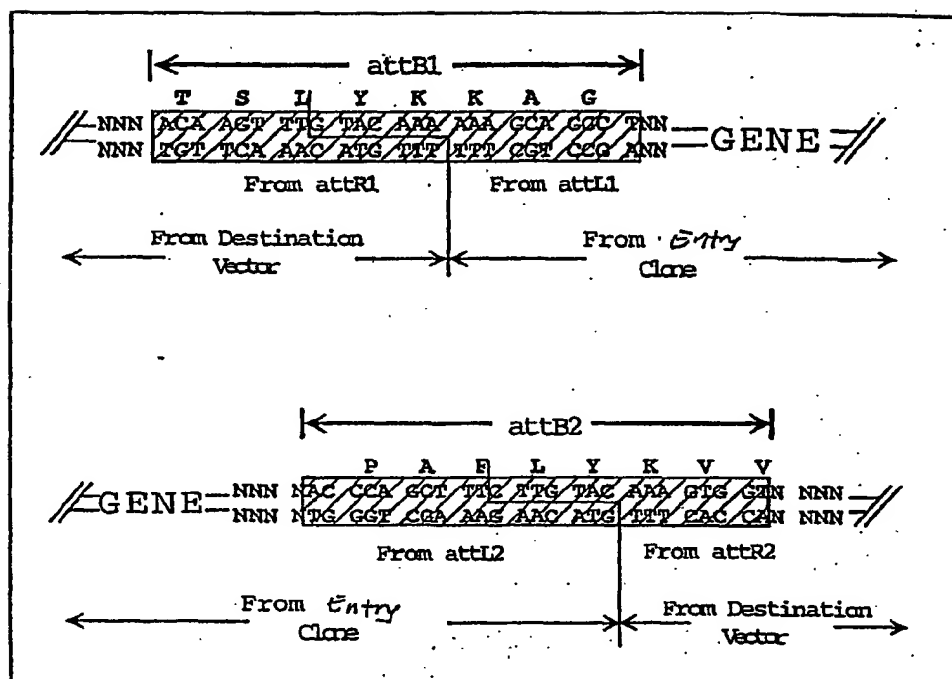 attB1
T S L Y K K A G
NNN ACA AGT TTG TAC AAA AAA GCA GGC TNN GENE
NNN TGT TCA AAC ATG TTT TTT CGT CCG ANN
From attR1 From attL1
From Destination From Entry
Vector Clone
attB2
P A F L Y K V V
GENE NNN NAC CCA GCT TTC TTG TAC AAA GTG GTN NNN
NNN NTG GGT CGA AAG AAC ATG TTT CAC CAN NNN
From attL2 From attR2
From Entry From Destination
Clone Vector